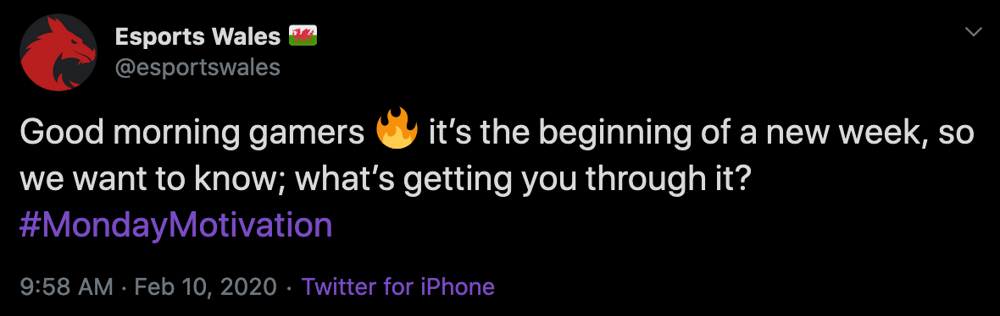 Esports Wales 🏴󠁧󠁢󠁷󠁬󠁳󠁿
@esportswales
Good morning gamers 🔥 it’s the beginning of a new week, so
we want to know; what’s getting you through it?
#MondayMotivation
9:58 AM · Feb 10, 2020 · Twitter for iPhone